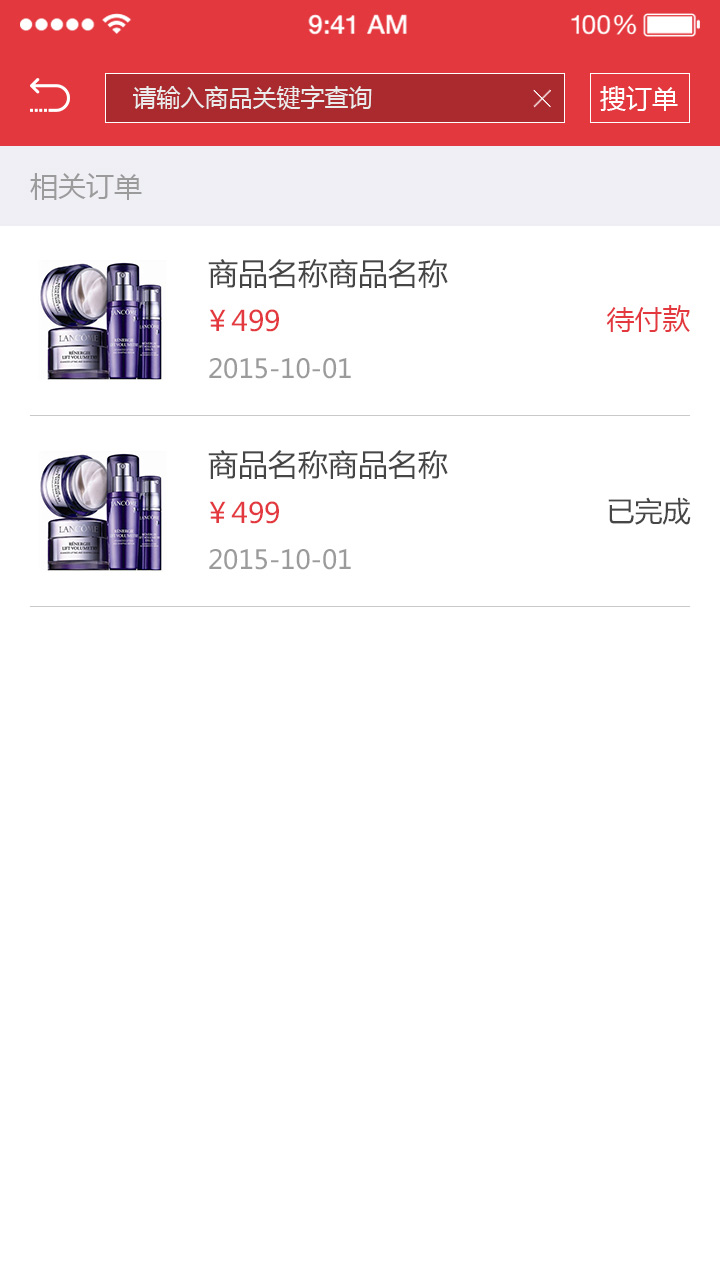 9:41 AM
100%
请输入商品关键字查询
搜订单
相关订单
商品名称商品名称
¥499
待付款
2015-10-01
LANCÔME
RÉNERGIE
商品名称商品名称
¥499
已完成
2015-10-01
LANCÔME
RÉNERGIE